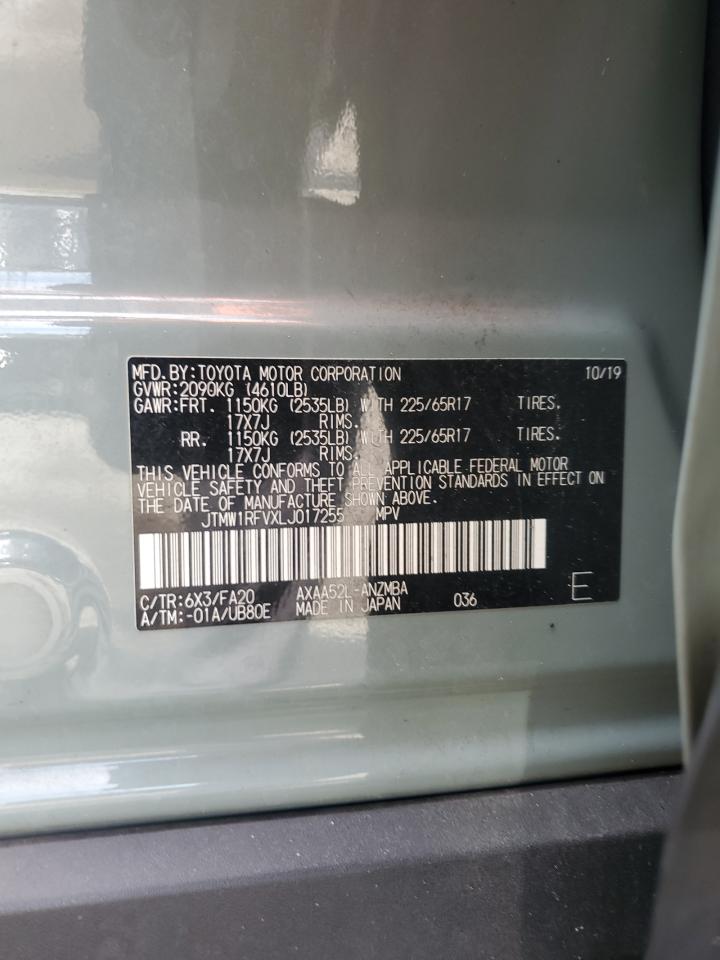 MFD.BY:TOYOTA MOTOR CORPORATION 10/19
GVWR:2090KG (4610LB)
GAWR:FRT. 1150KG (2535LB) WITH 225/65R17 TIRES.
17X7J RIMS.
RR. 1150KG (2535LB) WITH 225/65R17 TIRES.
17X7J RIMS.
THIS VEHICLE CONFORMS TO ALL APPLICABLE FEDERAL MOTOR
VEHICLE SAFETY AND THEFT PREVENTION STANDARDS IN EFFECT ON
THE DATE OF MANUFACTURE SHOWN ABOVE.
JTMW1RFVXLJ017255 MPV
C/TR:6X3/FA20 AXAA52L-ANZMBA
A/TM:-01A/UB80E MADE IN JAPAN 036 E